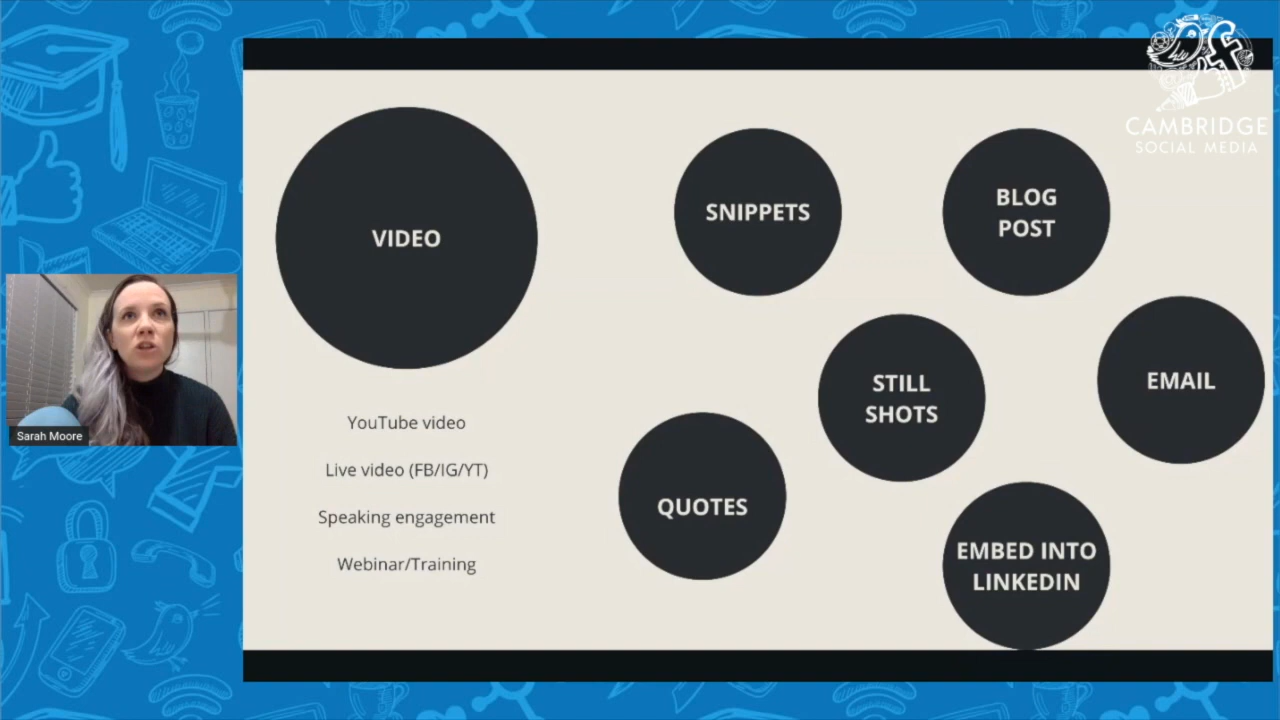 CAMBRIDGE
SOCIAL MEDIA
VIDEO
SNIPPETS
BLOG
POST
STILL
SHOTS
EMAIL
QUOTES
EMBED INTO
LINKEDIN
YouTube video
Live video (FB/IG/YT)
Speaking engagement
Webinar/Training
Sarah Moore